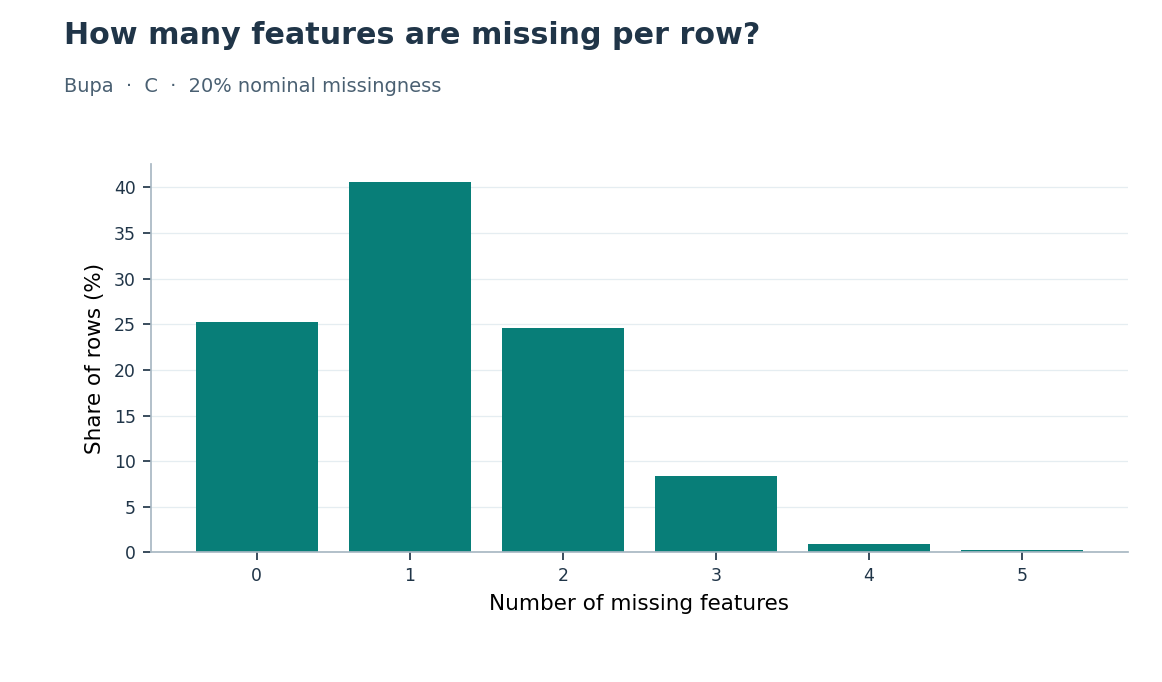 How many features are missing per row?
Bupa · C · 20% nominal missingness
40
35
30
25
20
15
10
5
0
Share of rows (%)
0 1 2 3 4 5
Number of missing features